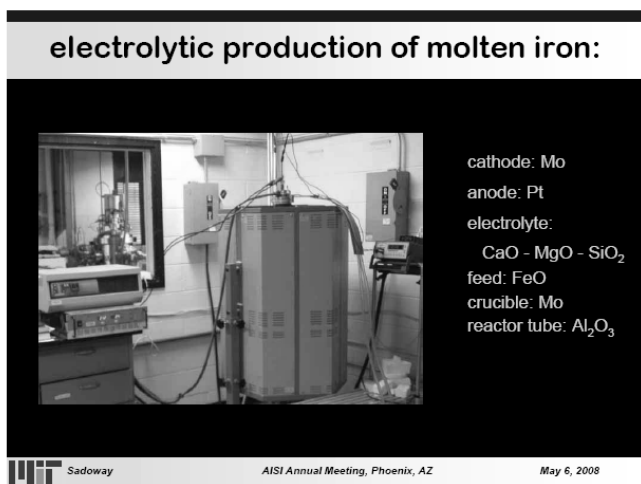 electrolytic production of molten iron:
cathode: Mo
anode: Pt
electrolyte:
CaO - MgO - SiO₂
feed: FeO
crucible: Mo
reactor tube: Al₂O₃
MIT Sadoway AISI Annual Meeting, Phoenix, AZ May 6, 2008